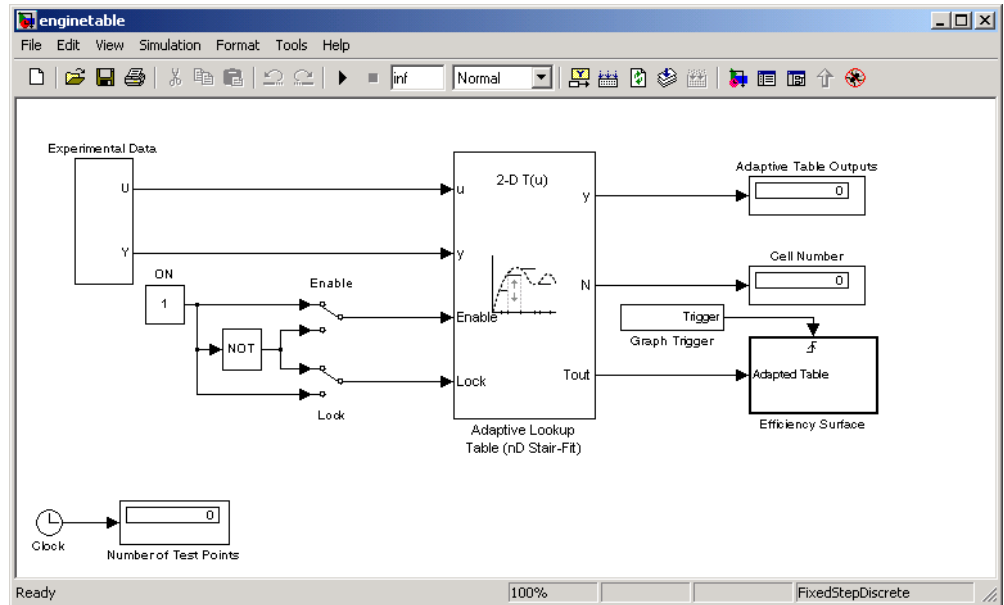 enginetable
File Edit View Simulation Format Tools Help
inf Normal
Experimental Data
U
Y
ON
1
NOT
Enable
Lock
2-D T(u)
u
y
Enable
Lock
y
N
Tout
Adaptive Lookup
Table (nD Stair-Fit)
Adaptive Table Outputs
0
Cell Number
0
Trigger
Graph Trigger
Adapted Table
Efficiency Surface
Clock
0
Number of Test Points
Ready 100% FixedStepDiscrete